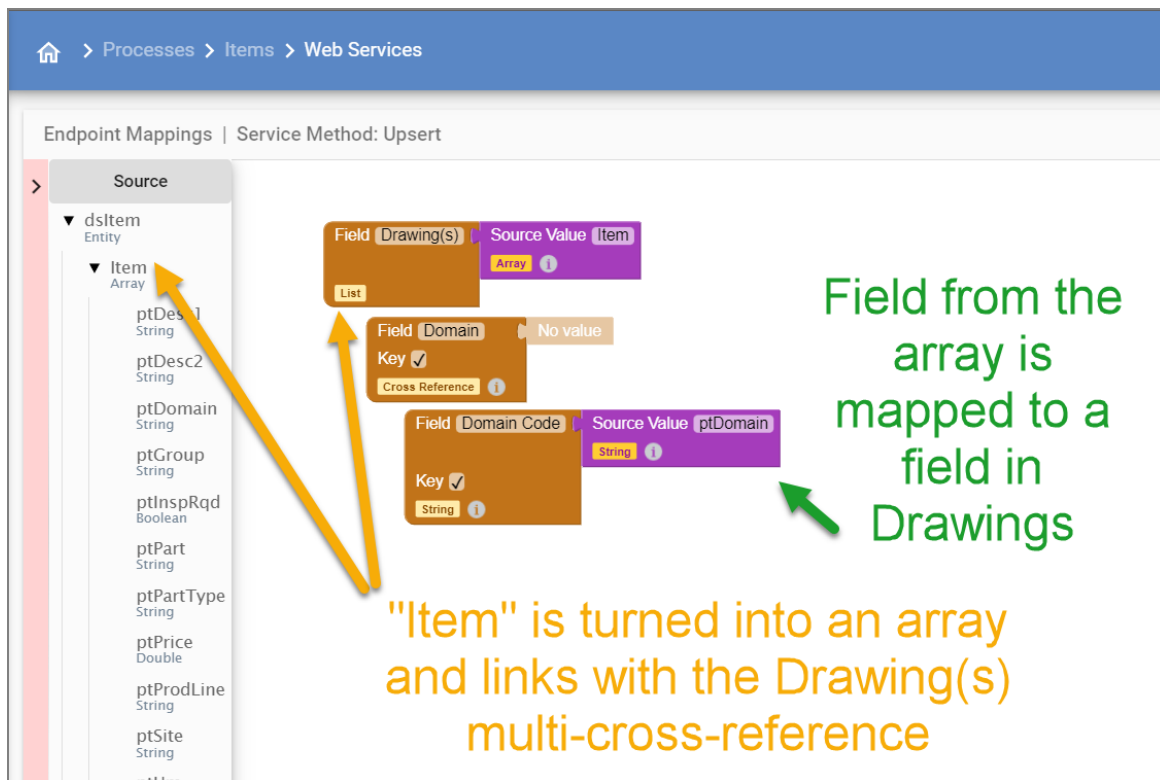 > Processes > Items > Web Services
Endpoint Mappings | Service Method: Upsert
Source
dsItem
Entity
Item
Array
ptDesc1
String
ptDesc2
String
ptDomain
String
ptGroup
String
ptInspRqd
Boolean
ptPart
String
ptPartType
String
ptPrice
Double
ptProdLine
String
ptSite
String
Field Drawing(s) Source Value Item
Array i
List
Field Domain No value
Key ✓
Cross Reference i
Field Domain Code Source Value ptDomain
String i
Key ✓
String i
Field from the
array is
mapped to a
field in
Drawings
"Item" is turned into an array
and links with the Drawing(s)
multi-cross-reference